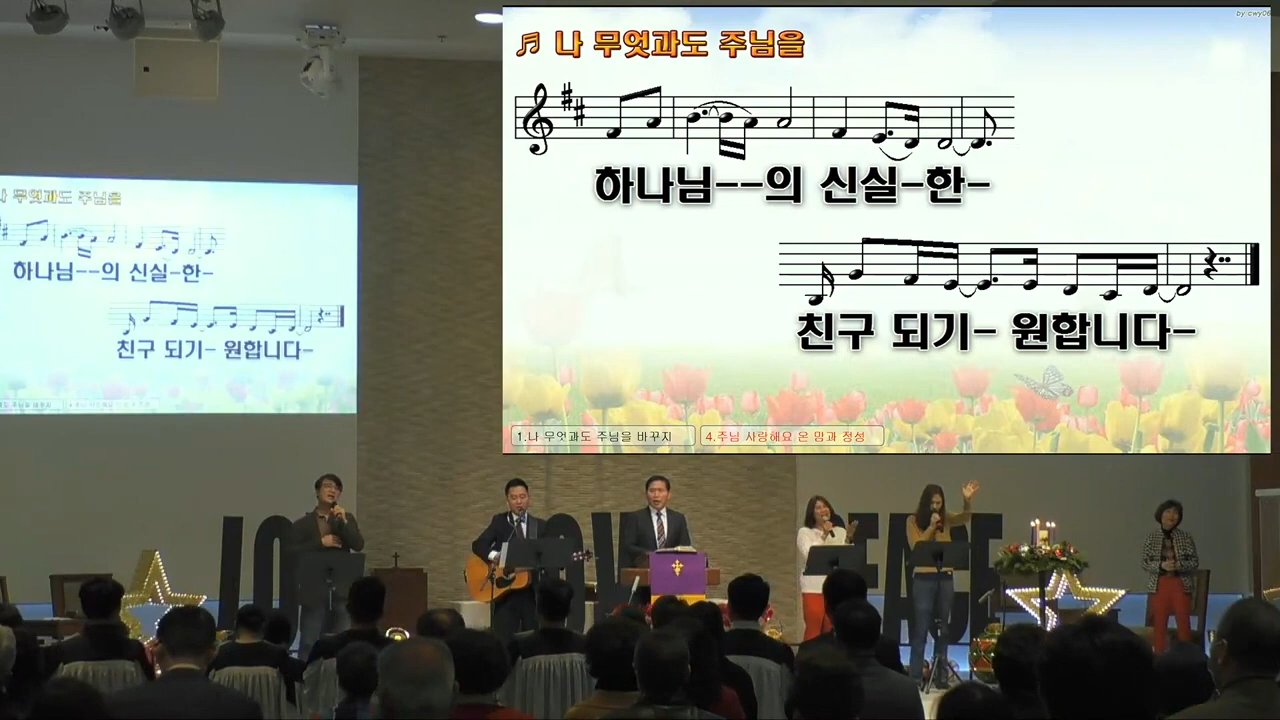 by cwy06
♬ 나 무엇과도 주님을
하나님--의 신실-한-
친구 되기- 원합니다-
1.나 무엇과도 주님을 바꾸지
4.주님 사랑해요 온 맘과 정성
나 무엇과도 주님을
하나님--의 신실-한-
친구 되기- 원합니다-